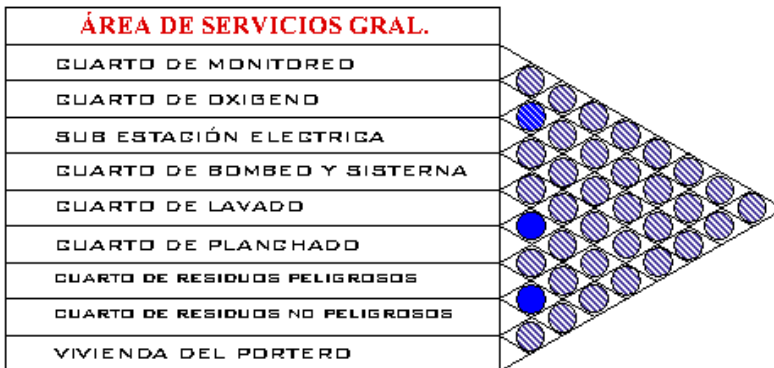 ÁREA DE SERVICIOS GRAL.
CUARTO DE MONITOREO
CUARTO DE OXIGENO
SUB ESTACIÓN ELECTRICA
CUARTO DE BOMBEO Y SISTERNA
CUARTO DE LAVADO
CUARTO DE PLANCHADO
CUARTO DE RESIDUOS PELIGROSOS
CUARTO DE RESIDUOS NO PELIGROSOS
VIVIENDA DEL PORTERO